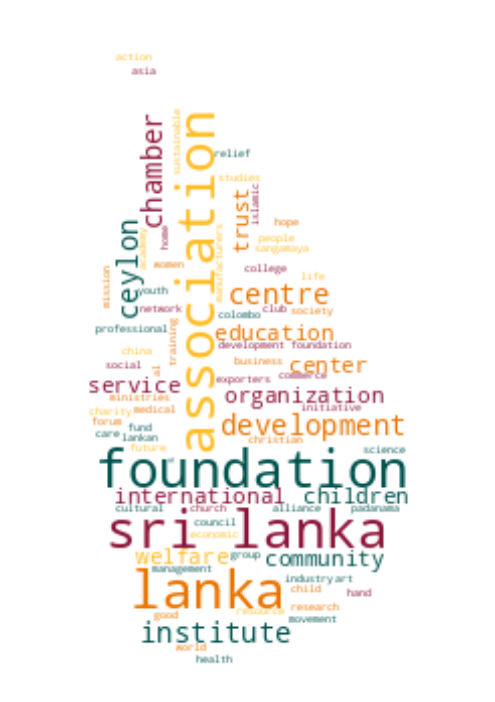 action
asia
chamber
sustainable
association
relief
studies
islamic
trust
hope
ceylon
academy
home
manufacturers
people
sangamaya
women
college
mission
youth
life
centre
network
colombo
club
society
professional
training
education
development foundation
china
business
center
social
al
exporters
commerce
service
organization
ministries
initiative
charity
medical
forum
fund
development
care
lankan
christian
future
science
foundation
international
children
cultural
church
alliance
padanama
sri lanka
council
economic
welfare
group
community
management
industry
art
lanka
child
hand
resource
research
good
movement
institute
world
health